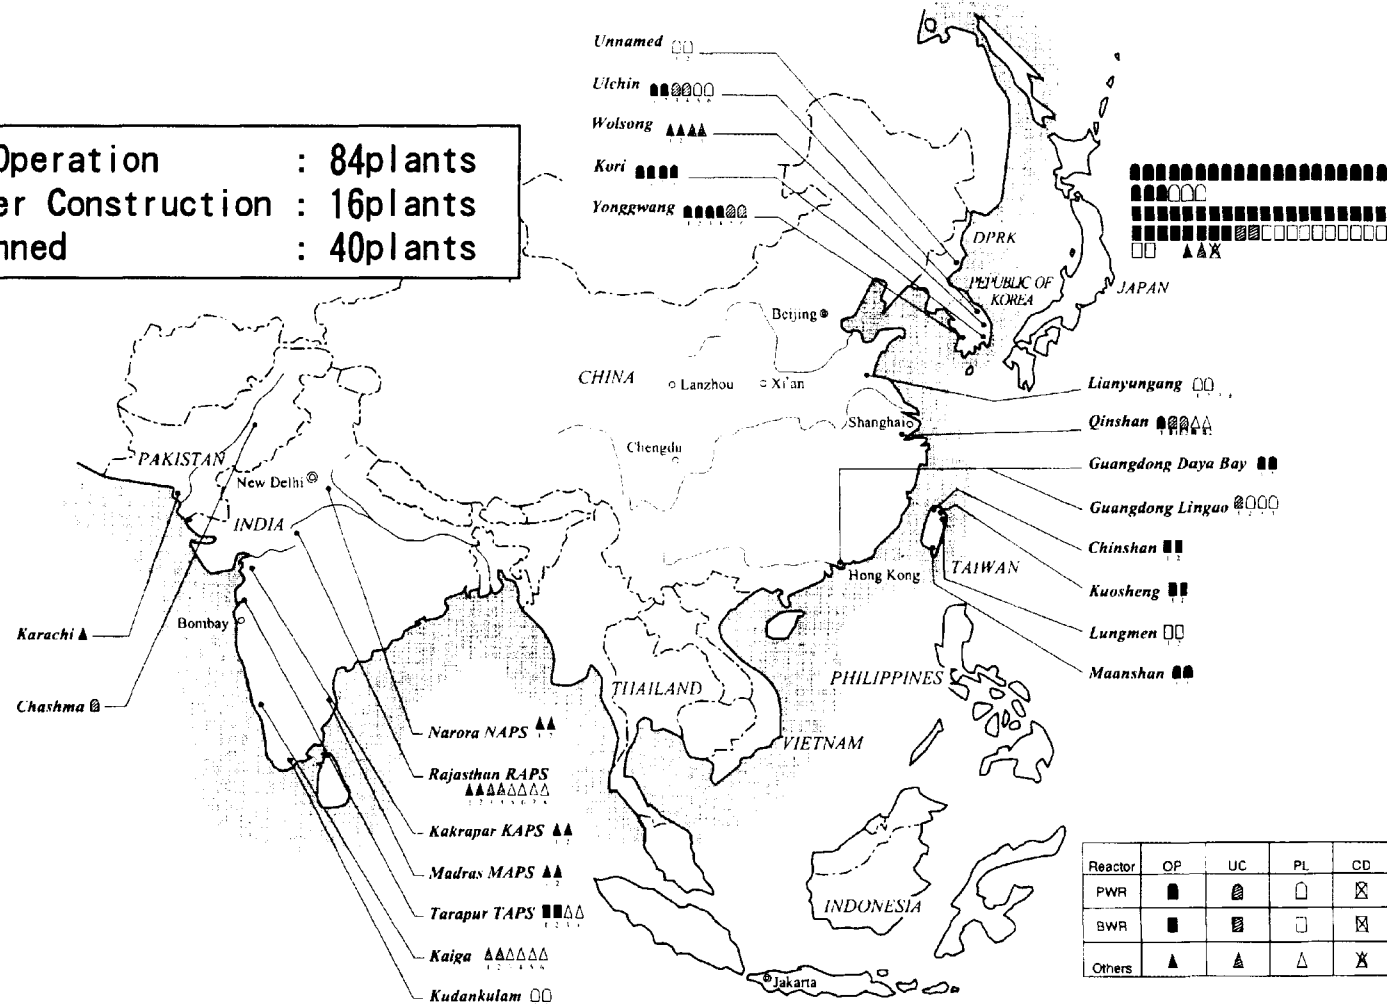 Operation : 84plants
er Construction : 16plants
nned : 40plants
Unnamed
Ulchin
Wolsong
Kori
Yonggwang
DPRK
PEPUBLIC OF
KOREA
JAPAN
Beijing
CHINA
Lanzhou
Xi'an
Shanghai
Chengdu
Lianyungang
Qinshan
Guangdong Daya Bay
Guangdong Lingao
Chinshan
Kuosheng
Lungmen
Maanshan
Hong Kong
TAIWAN
PAKISTAN
New Delhi
INDIA
Bombay
Karachi
Chashma
THAILAND
VIETNAM
PHILIPPINES
INDONESIA
Jakarta
Narora NAPS
Rajasthan RAPS
Kakrapar KAPS
Madras MAPS
Tarapur TAPS
Kaiga
Kudankulam
Reactor OP UC PL CD
PWR
BWR
Others